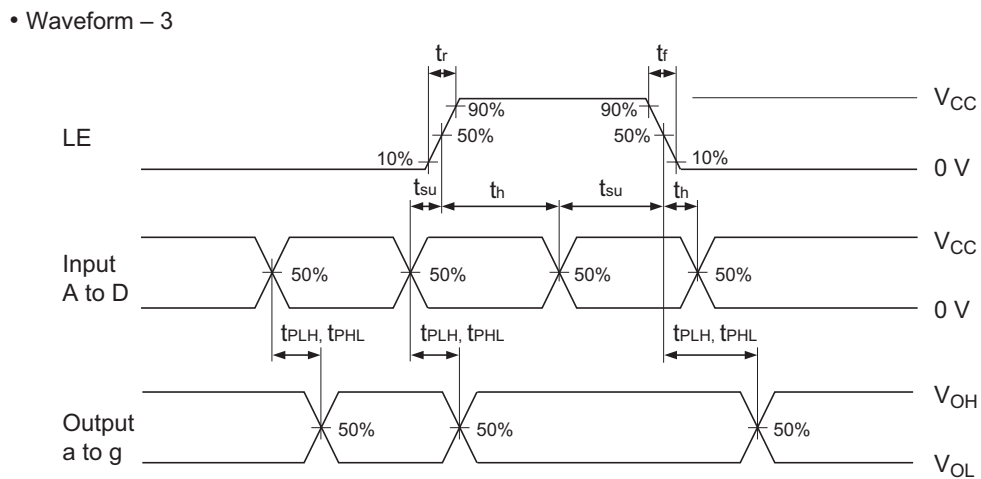 • Waveform – 3
tr
tf
90%
90%
VCC
LE
50%
50%
10%
10%
0 V
tsu
th
tsu
th
VCC
Input
A to D
50%
50%
50%
50%
0 V
tPLH, tPHL
tPLH, tPHL
tPLH, tPHL
VOH
Output
a to g
50%
50%
50%
VOL